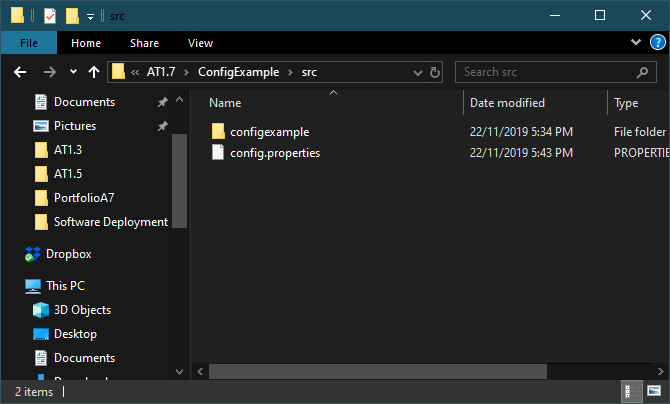 src
File Home Share View
« AT1.7 > ConfigExample > src
Search src
Name Date modified Type
Documents
Pictures
AT1.3
AT1.5
PortfolioA7
Software Deployment
Dropbox
This PC
3D Objects
Desktop
Documents
configexample 22/11/2019 5:34 PM File folder
config.properties 22/11/2019 5:43 PM PROPERTIE
2 items